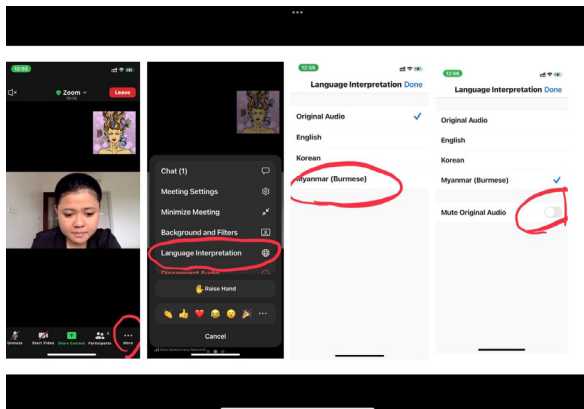 12:55
Zoom
Leave
Unmute
Start Video
Share Content
Participants
More
Chat (1)
Meeting Settings
Minimize Meeting
Background and Filters
Language Interpretation
Disconnect Audio
Raise Hand
Cancel
12:56
Language Interpretation Done
Original Audio
English
Korean
Myanmar (Burmese)
12:56
Language Interpretation Done
Original Audio
English
Korean
Myanmar (Burmese)
Mute Original Audio